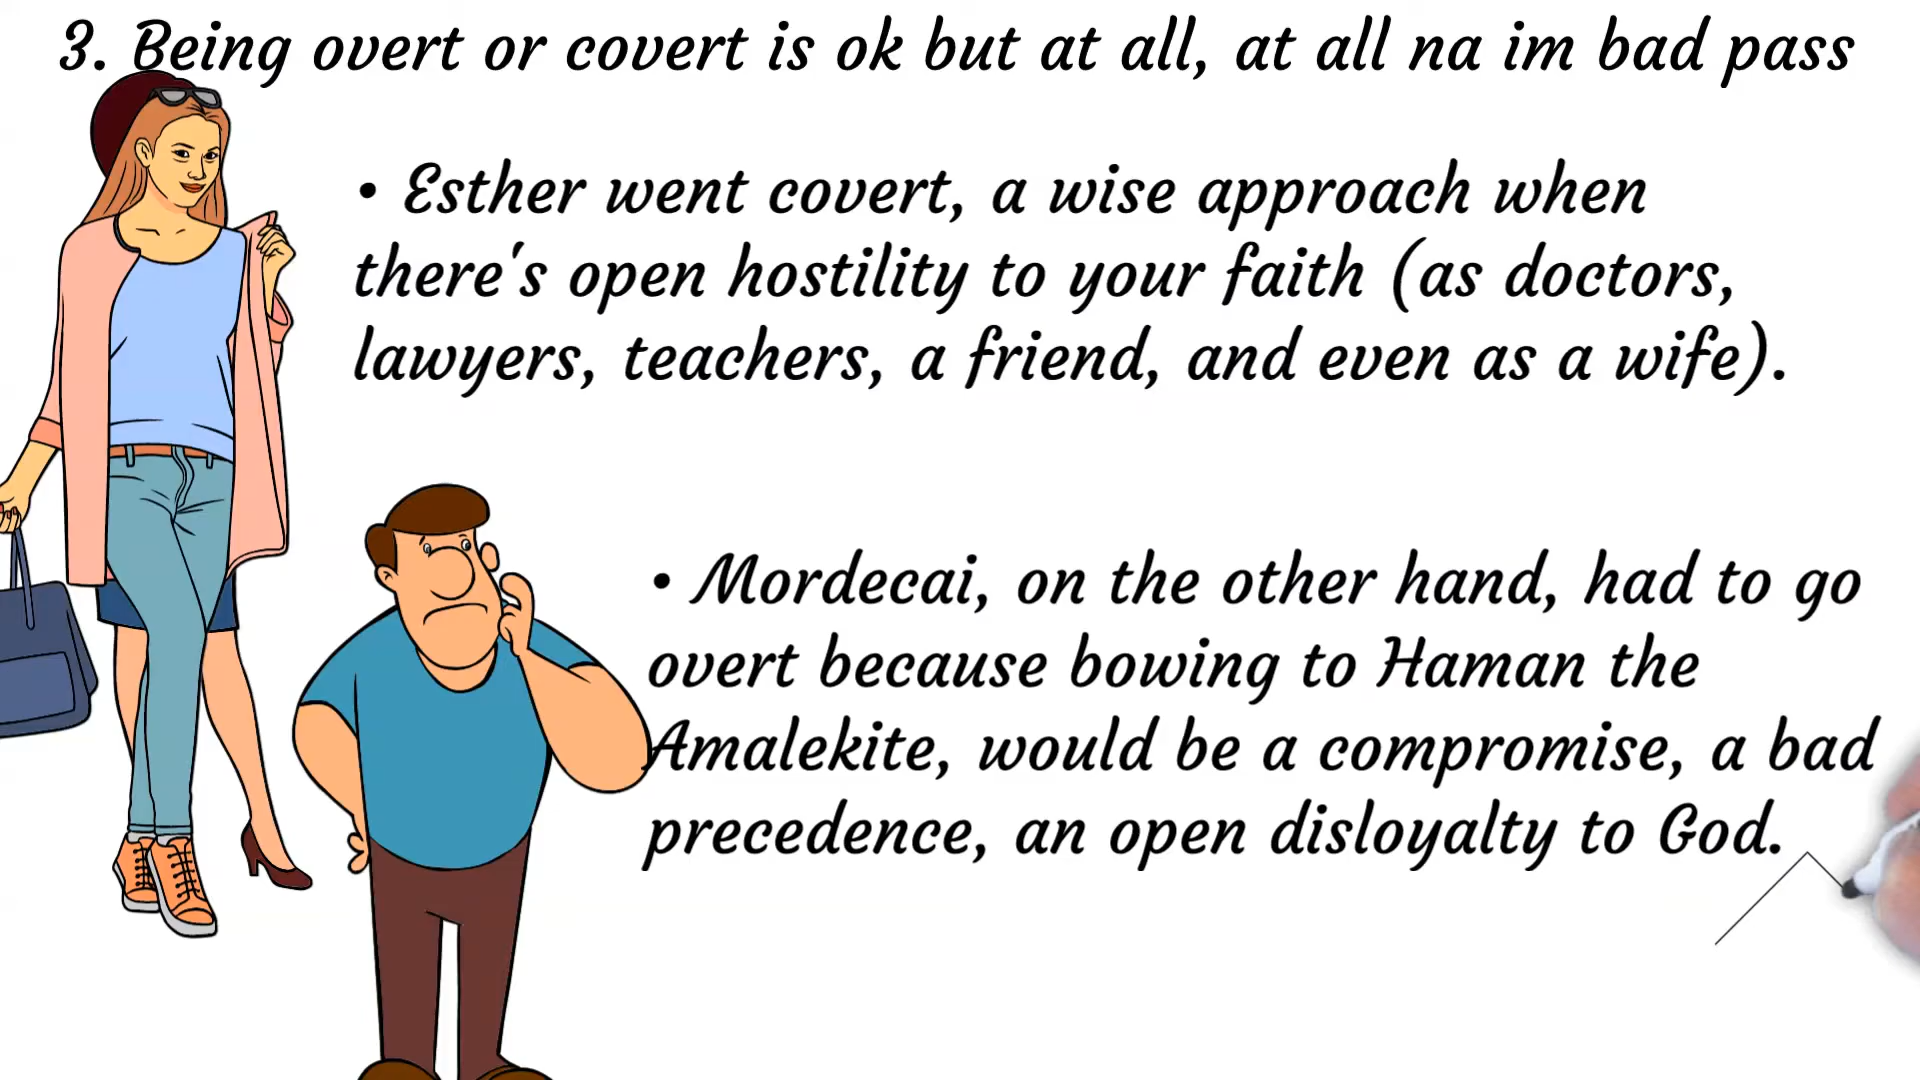 3. Being overt or covert is ok but at all, at all na im bad pass
• Esther went covert, a wise approach when
there's open hostility to your faith (as doctors,
lawyers, teachers, a friend, and even as a wife).
• Mordecai, on the other hand, had to go
overt because bowing to Haman the
Amalekite, would be a compromise, a bad
precedence, an open disloyalty to God.